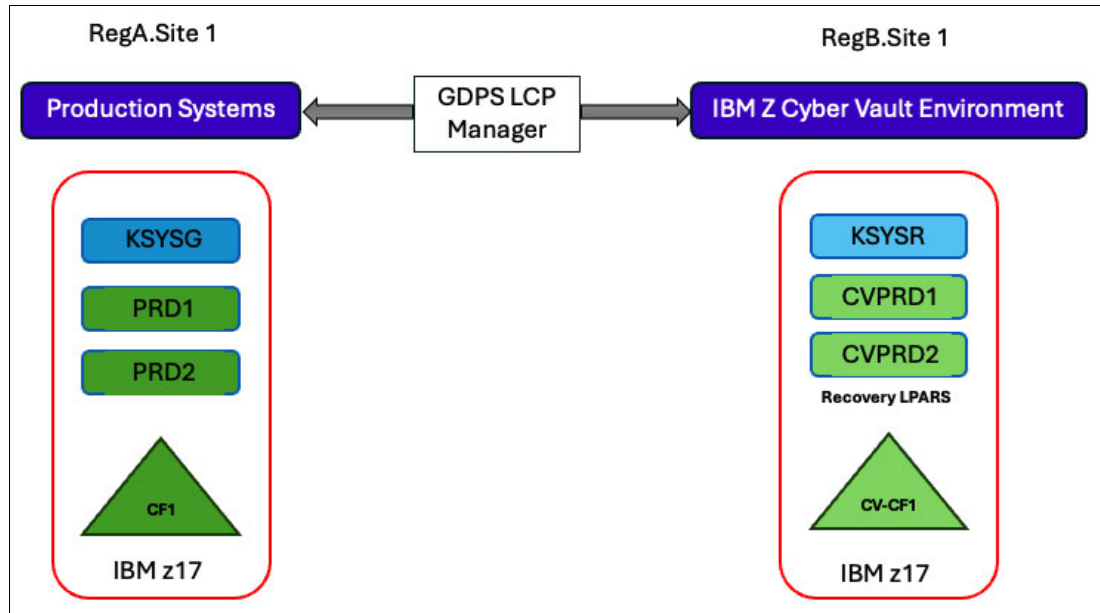 RegA.Site 1
RegB.Site 1
Production Systems
GDPS LCP
Manager
IBM Z Cyber Vault Environment
KSYSG
PRD1
PRD2
CF1
IBM z17
KSYSR
CVPRD1
CVPRD2
Recovery LPARS
CV-CF1
IBM z17